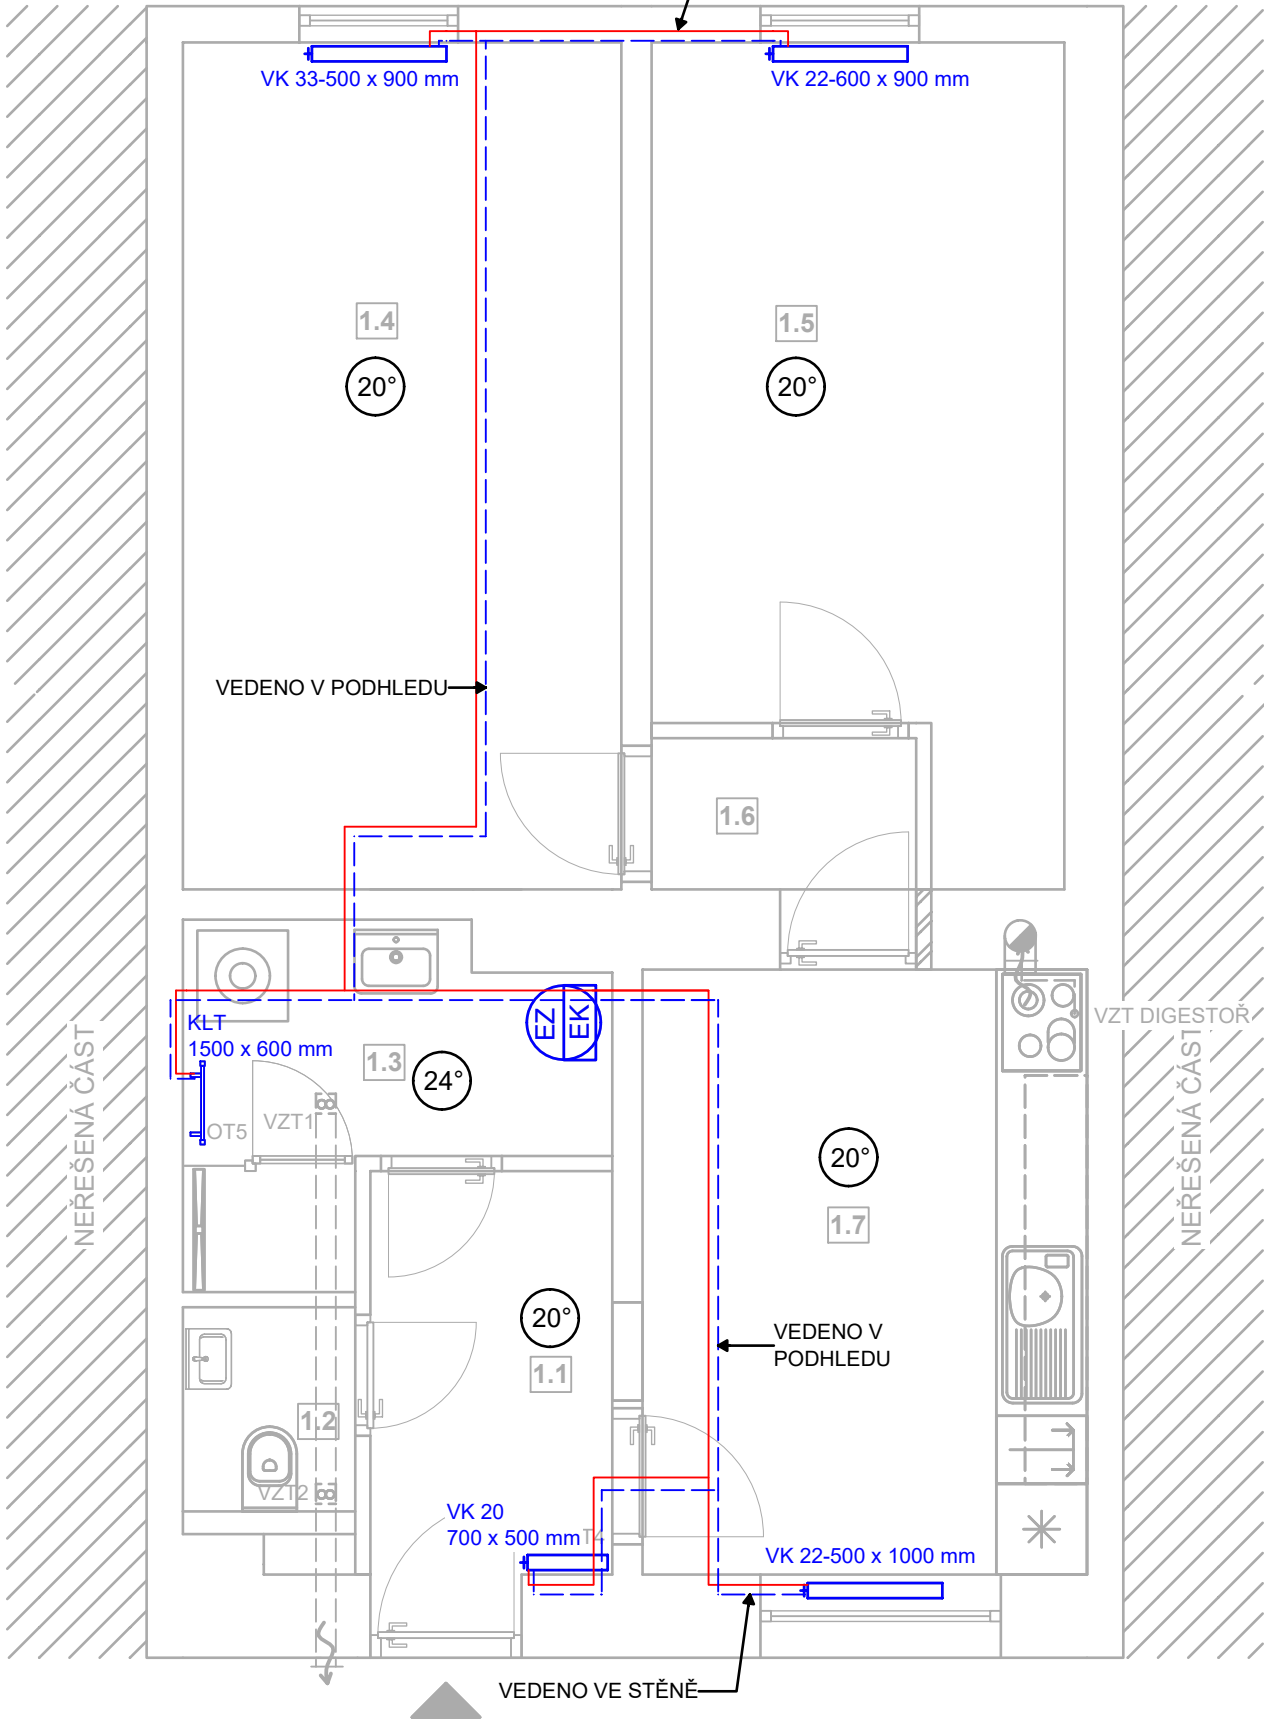 VK 33-500 x 900 mm
VK 22-600 x 900 mm
1.4
1.5
20°
20°
VEDENO V PODHLEDU
1.6
NEŘEŠENÁ ČÁST
KLT
1500 x 600 mm
EZ
EK
VZT DIGESTOŘ
NEŘEŠENÁ ČÁST
1.3
24°
VZT1
OT5
20°
1.7
20°
1.1
VEDENO V
PODHLEDU
1.2
VZT2
VK 20
700 x 500 mm
VK 22-500 x 1000 mm
VEDENO VE STĚNĚ